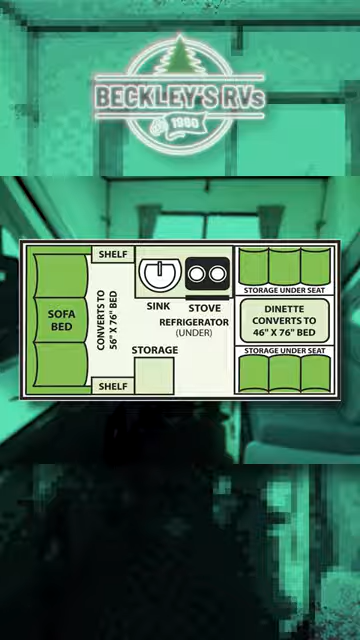 BECKLEY'S RVs
1980
SHELF
SOFA
BED
CONVERTS TO
56" X 76" BED
SHELF
SINK
STOVE
REFRIGERATOR
(UNDER)
STORAGE
STORAGE UNDER SEAT
DINETTE
CONVERTS TO
46" X 76" BED
STORAGE UNDER SEAT